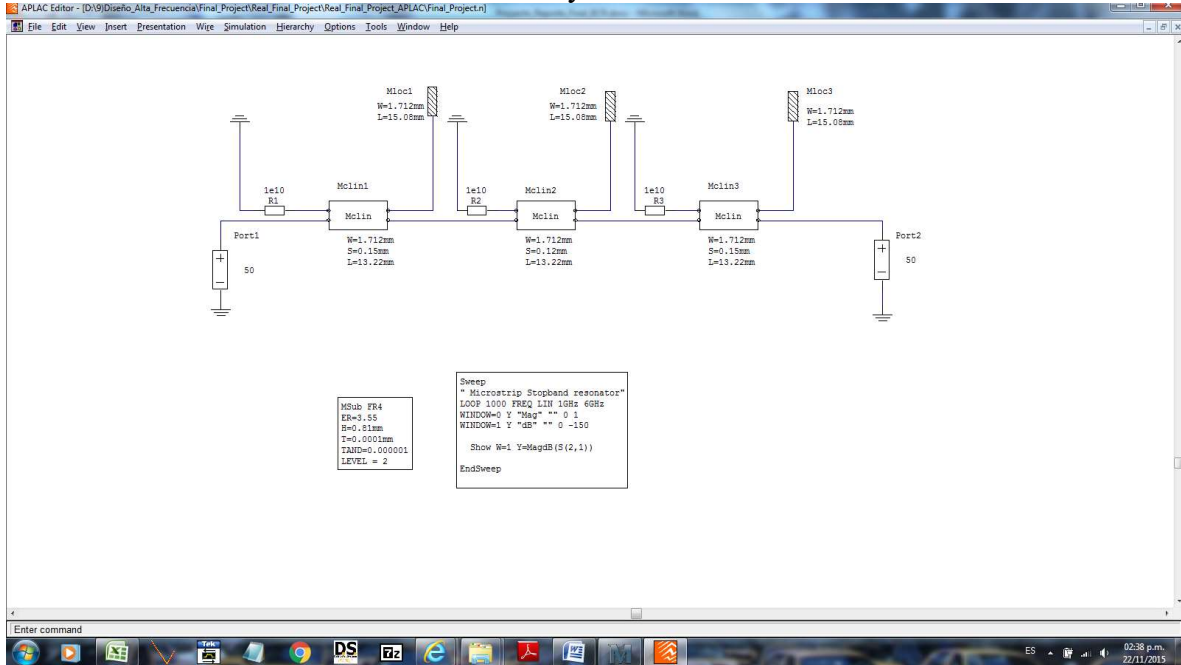 APLAC Editor - [D:\9)Diseño_Alta_Frecuencia\Final_Project\Real_Final_Project\Real_Final_Project_APLAC\Final_Project.n]
File Edit View Insert Presentation Wire Simulation Hierarchy Options Tools Window Help
Mloc1
W=1.712mm
L=15.08mm
Mloc2
W=1.712mm
L=15.08mm
Mloc3
W=1.712mm
L=15.08mm
1e10
R1
Mclin1
Mclin
W=1.712mm
S=0.15mm
L=13.22mm
1e10
R2
Mclin2
Mclin
W=1.712mm
S=0.12mm
L=13.22mm
1e10
R3
Mclin3
Mclin
W=1.712mm
S=0.15mm
L=13.22mm
Port1
+
50
−
Port2
+
50
−
MSub FR4
ER=3.55
H=0.81mm
T=0.0001mm
TAND=0.000001
LEVEL = 2
Sweep
" Microstrip Stopband resonator"
LOOP 1000 FREQ LIN 1GHz 6GHz
WINDOW=0 Y "Mag" "" 0 1
WINDOW=1 Y "dB" "" 0 -150
Show W=1 Y=MagdB(S(2,1))
EndSweep
Enter command
Tek
DS
ES
02:38 p.m.
22/11/2015